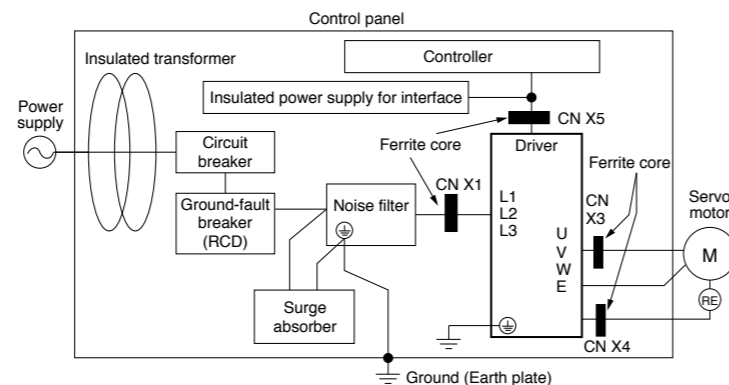 Control panel
Insulated transformer
Controller
Power
supply
Insulated power supply for interface
CN X5
Circuit
breaker
Ferrite core
Driver
Ferrite core
CN X1
CN
X3
Ground-fault
breaker
(RCD)
Noise filter
L1
L2
L3
Servo
motor
U
V
W
E
M
RE
Surge
absorber
CN X4
Ground (Earth plate)